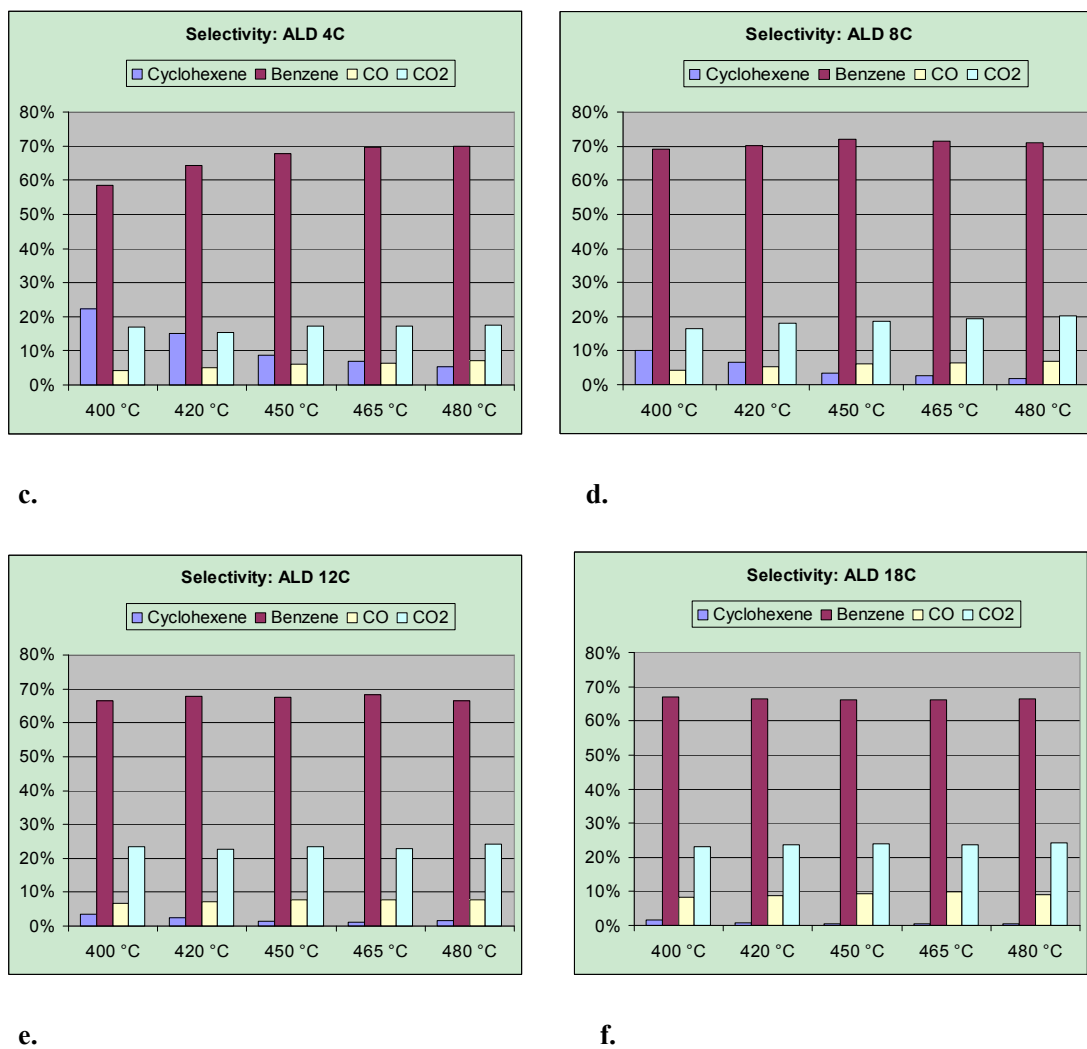 Selectivity: ALD 4C
Cyclohexene Benzene CO CO2
80%
70%
60%
50%
40%
30%
20%
10%
0%
400 °C 420 °C 450 °C 465 °C 480 °C
c.
Selectivity: ALD 8C
Cyclohexene Benzene CO CO2
80%
70%
60%
50%
40%
30%
20%
10%
0%
400 °C 420 °C 450 °C 465 °C 480 °C
d.
Selectivity: ALD 12C
Cyclohexene Benzene CO CO2
80%
70%
60%
50%
40%
30%
20%
10%
0%
400 °C 420 °C 450 °C 465 °C 480 °C
e.
Selectivity: ALD 18C
Cyclohexene Benzene CO CO2
80%
70%
60%
50%
40%
30%
20%
10%
0%
400 °C 420 °C 450 °C 465 °C 480 °C
f.